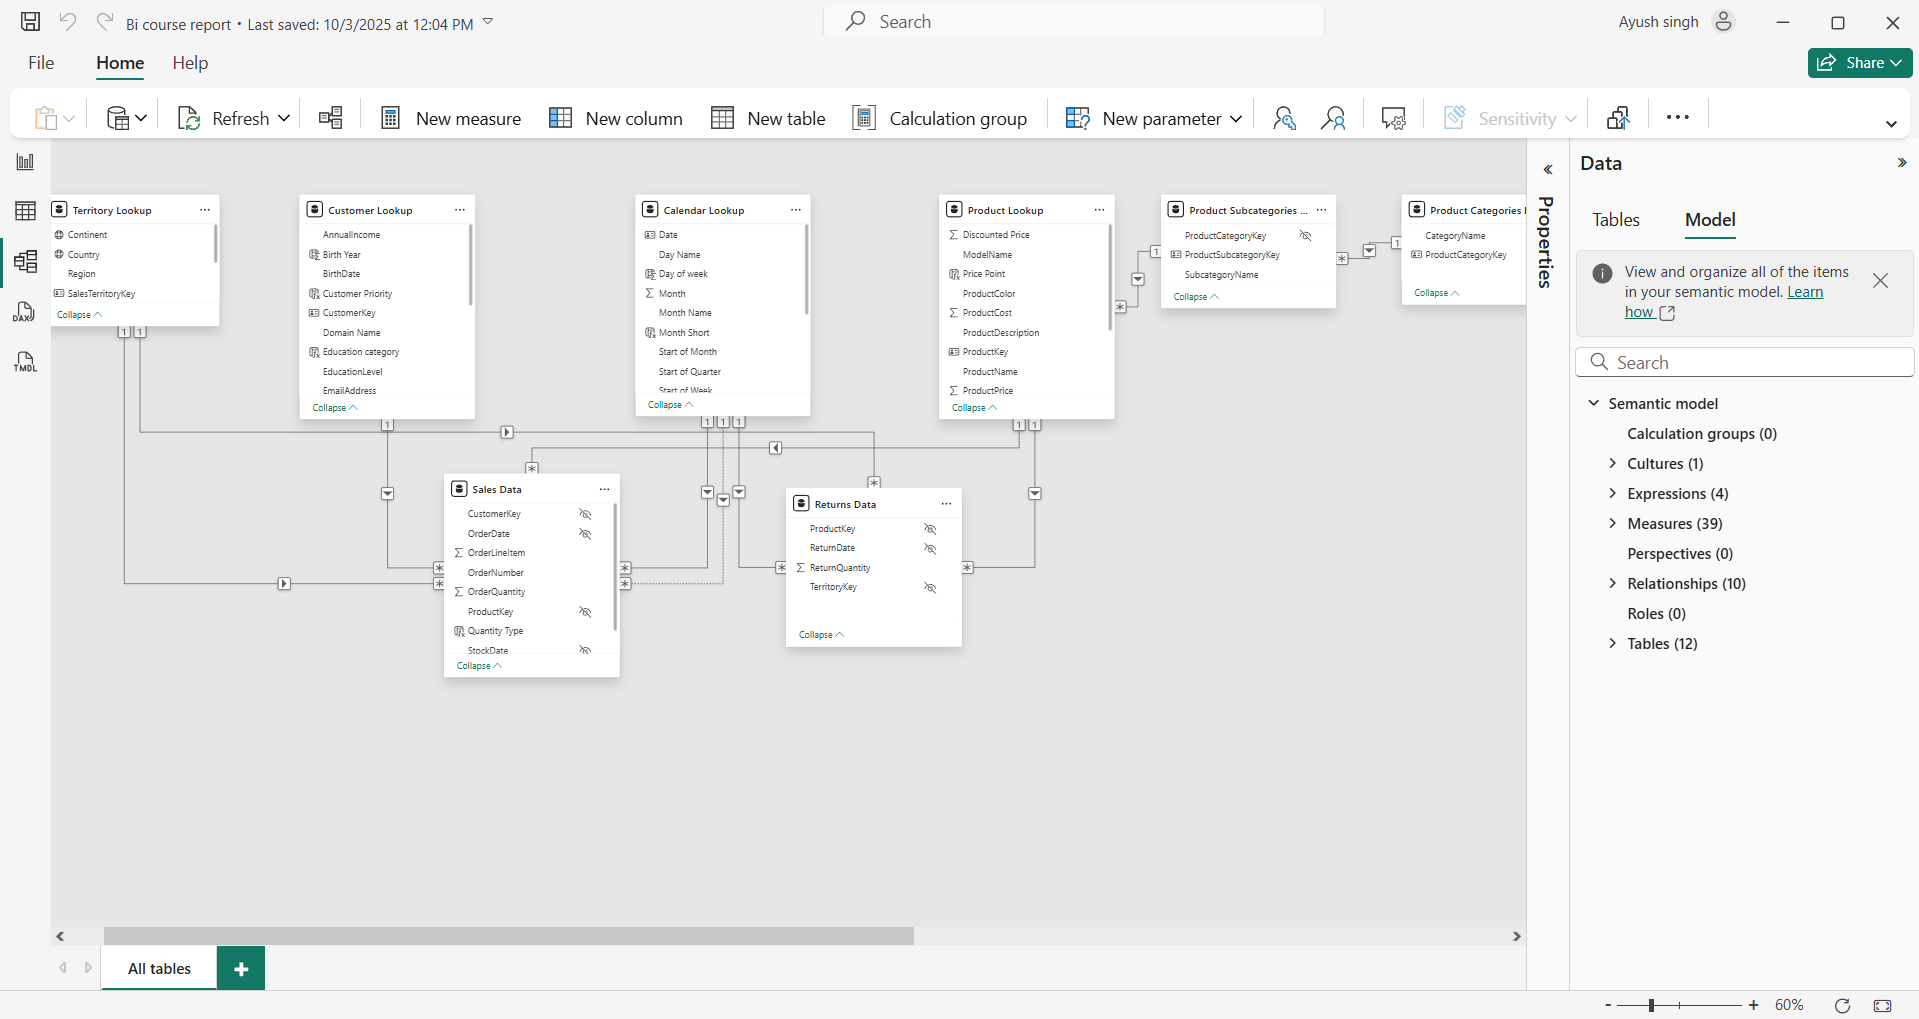 Bi course report • Last saved: 10/3/2025 at 12:04 PM
Search
Ayush singh
File
Home
Help
Share
Refresh
New measure
New column
New table
Calculation group
New parameter
Sensitivity
Territory Lookup
Continent
Country
Region
SalesTerritoryKey
Collapse
Customer Lookup
AnnualIncome
Birth Year
BirthDate
Customer Priority
CustomerKey
Domain Name
Education category
EducationLevel
EmailAddress
Collapse
Calendar Lookup
Date
Day Name
Day of week
Month
Month Name
Month Short
Start of Month
Start of Quarter
Start of Week
Collapse
Product Lookup
Discounted Price
ModelName
Price Point
ProductColor
ProductCost
ProductDescription
ProductKey
ProductName
ProductPrice
Collapse
Product Subcategories ...
ProductCategoryKey
ProductSubcategoryKey
SubcategoryName
Collapse
Product Categories
CategoryName
ProductCategoryKey
Collapse
Sales Data
CustomerKey
OrderDate
OrderLineItem
OrderNumber
OrderQuantity
ProductKey
Quantity Type
StockDate
Collapse
Returns Data
ProductKey
ReturnDate
ReturnQuantity
TerritoryKey
Collapse
Properties
Data
Tables
Model
View and organize all of the items
in your semantic model. Learn
how
Search
Semantic model
Calculation groups (0)
Cultures (1)
Expressions (4)
Measures (39)
Perspectives (0)
Relationships (10)
Roles (0)
Tables (12)
DAX
TMDL
All tables
60%